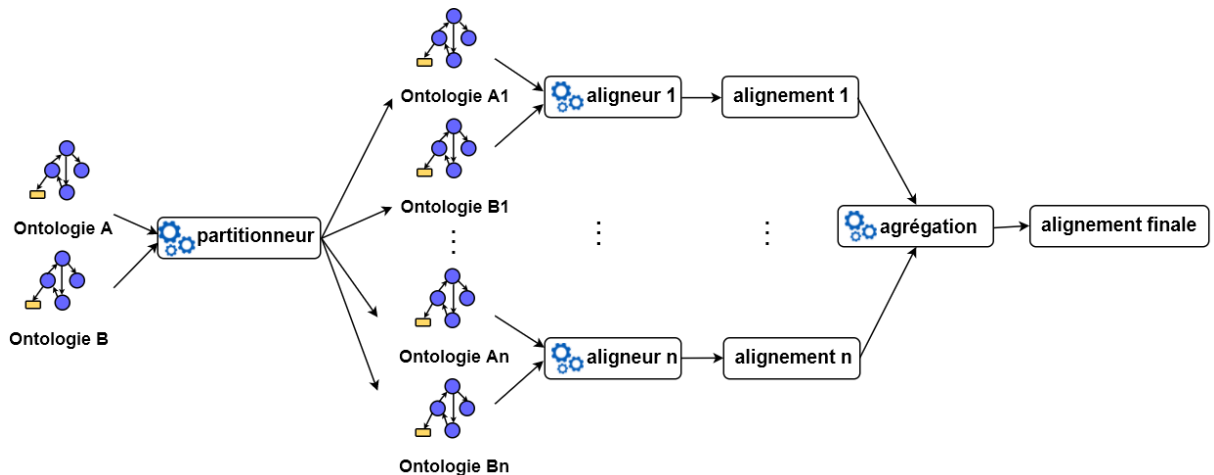 Ontologie A
Ontologie B
partitionneur
Ontologie A1
Ontologie B1
Ontologie An
Ontologie Bn
aligneur 1
alignement 1
aligneur n
alignement n
agrégation
alignement finale